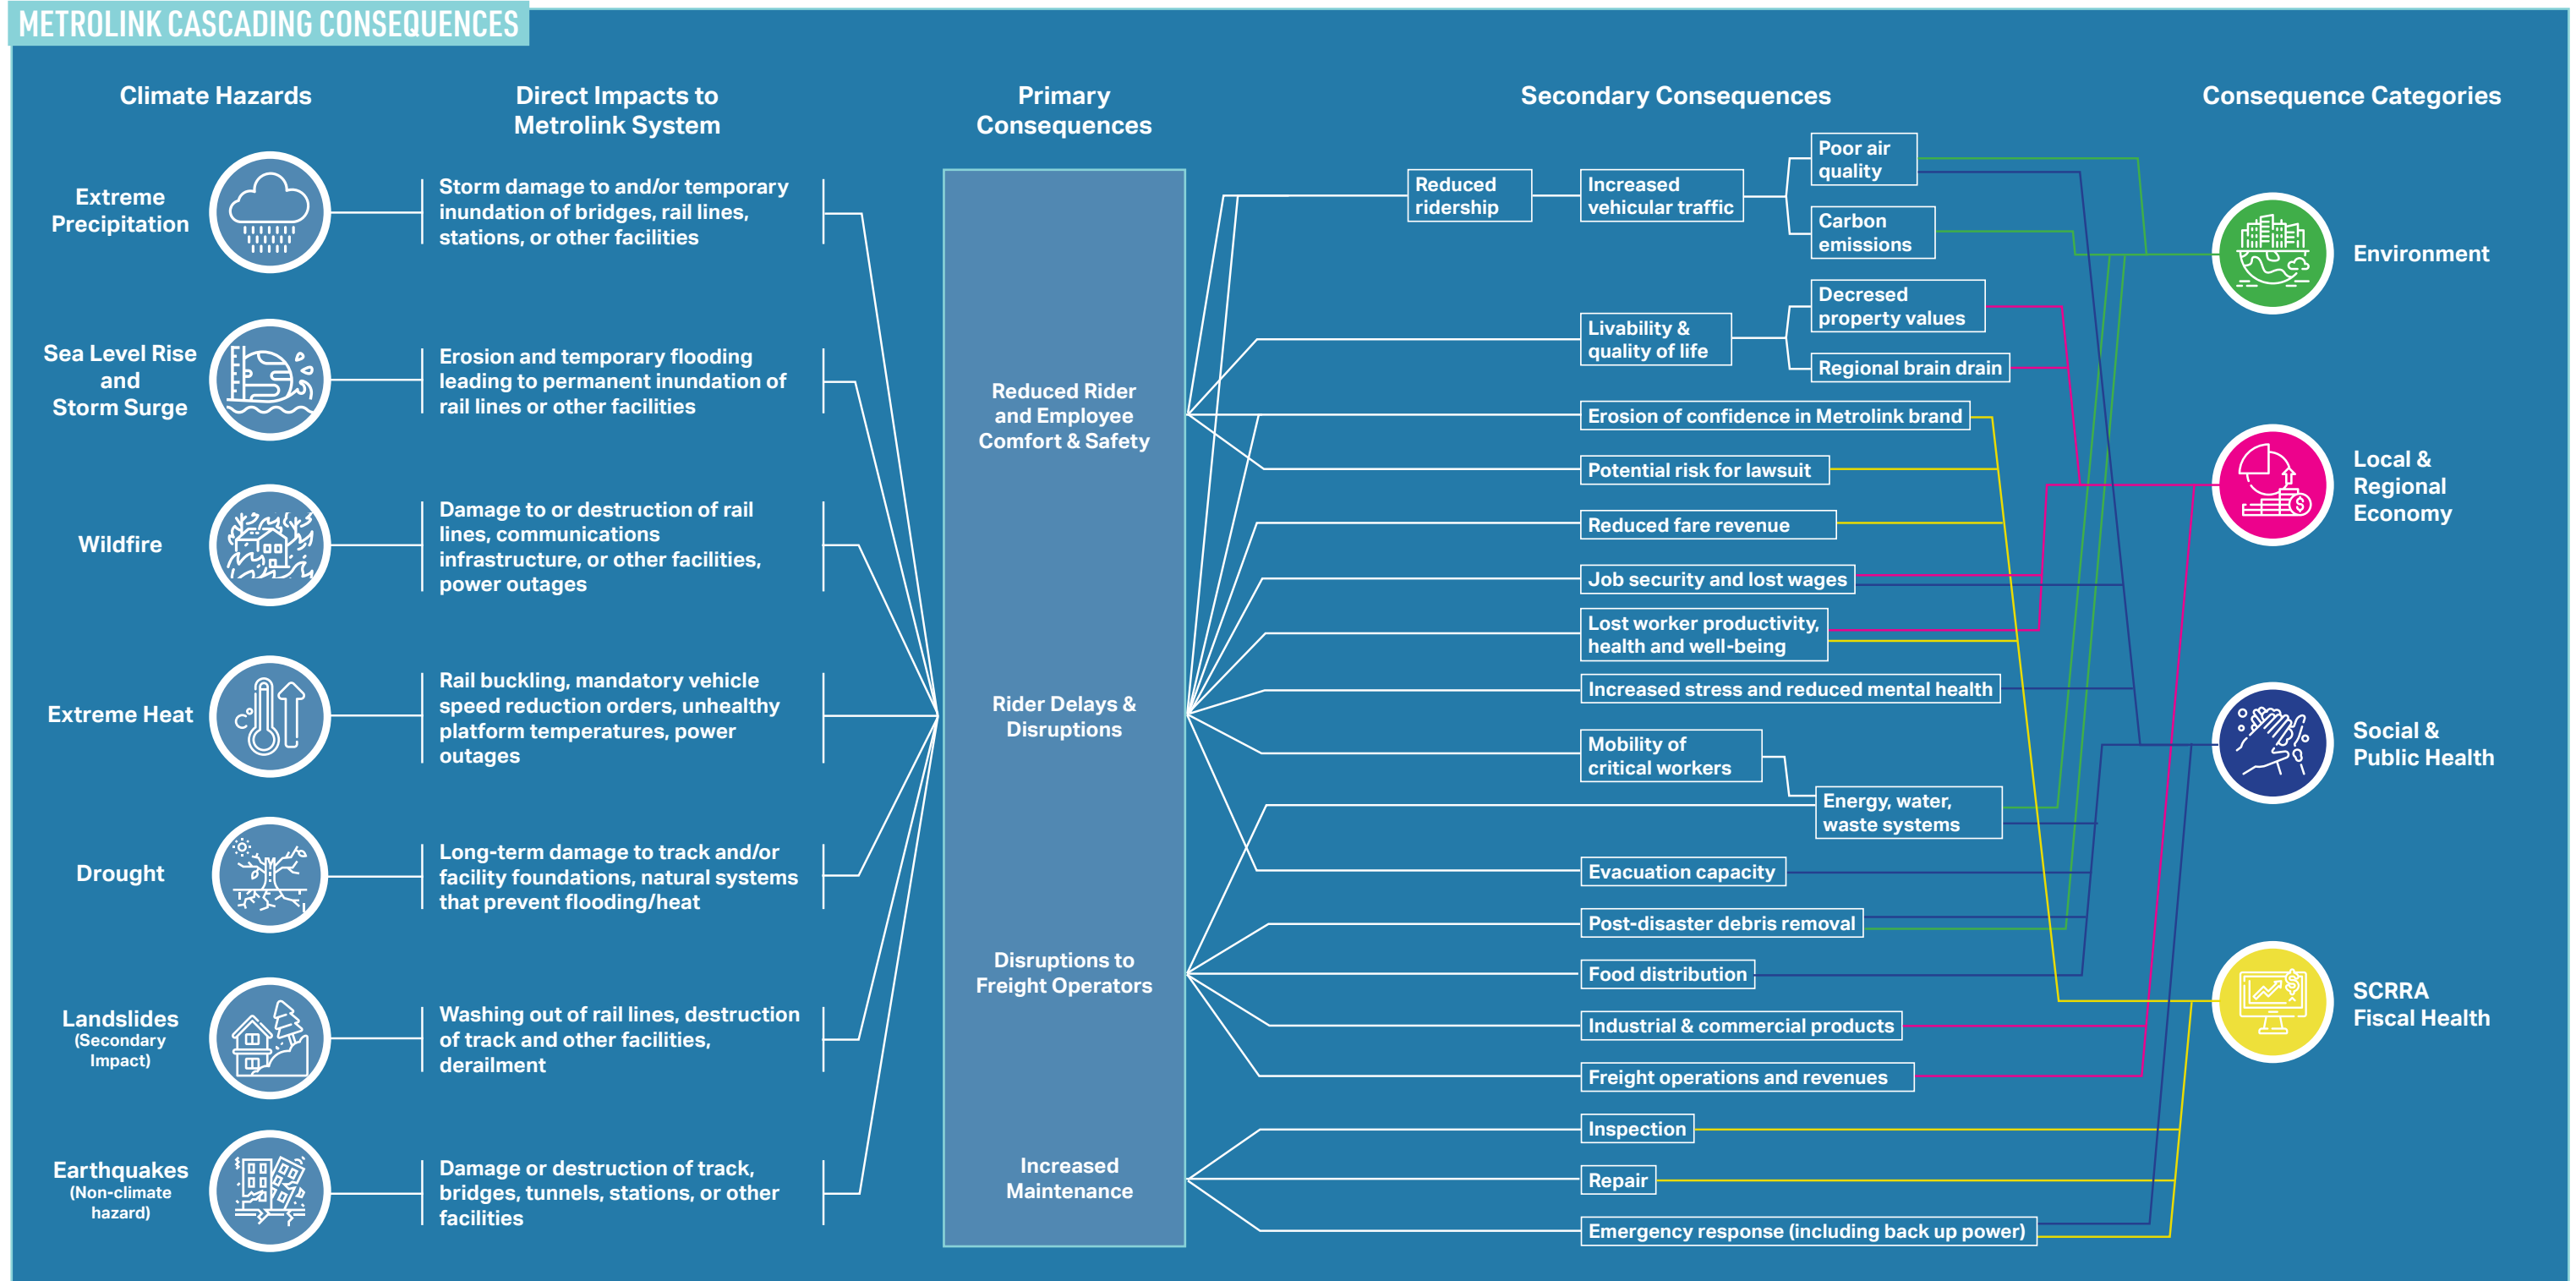 METROLINK CASCADING CONSEQUENCES
Climate Hazards
Direct Impacts to
Metrolink System
Primary
Consequences
Secondary Consequences
Consequence Categories
Extreme
Precipitation
Storm damage to and/or temporary
inundation of bridges, rail lines,
stations, or other facilities
Sea Level Rise
and
Storm Surge
Erosion and temporary flooding
leading to permanent inundation of
rail lines or other facilities
Wildfire
Damage to or destruction of rail
lines, communications
infrastructure, or other facilities,
power outages
Extreme Heat
Rail buckling, mandatory vehicle
speed reduction orders, unhealthy
platform temperatures, power
outages
Drought
Long-term damage to track and/or
facility foundations, natural systems
that prevent flooding/heat
Landslides
(Secondary
Impact)
Washing out of rail lines, destruction
of track and other facilities,
derailment
Earthquakes
(Non-climate
hazard)
Damage or destruction of track,
bridges, tunnels, stations, or other
facilities
Reduced Rider
and Employee
Comfort & Safety
Rider Delays &
Disruptions
Disruptions to
Freight Operators
Increased
Maintenance
Reduced
ridership
Increased
vehicular traffic
Poor air
quality
Carbon
emissions
Livability &
quality of life
Decresed
property values
Regional brain drain
Erosion of confidence in Metrolink brand
Potential risk for lawsuit
Reduced fare revenue
Job security and lost wages
Lost worker productivity,
health and well-being
Increased stress and reduced mental health
Mobility of
critical workers
Energy, water,
waste systems
Evacuation capacity
Post-disaster debris removal
Food distribution
Industrial & commercial products
Freight operations and revenues
Inspection
Repair
Emergency response (including back up power)
Environment
Local &
Regional
Economy
Social &
Public Health
SCRRA
Fiscal Health